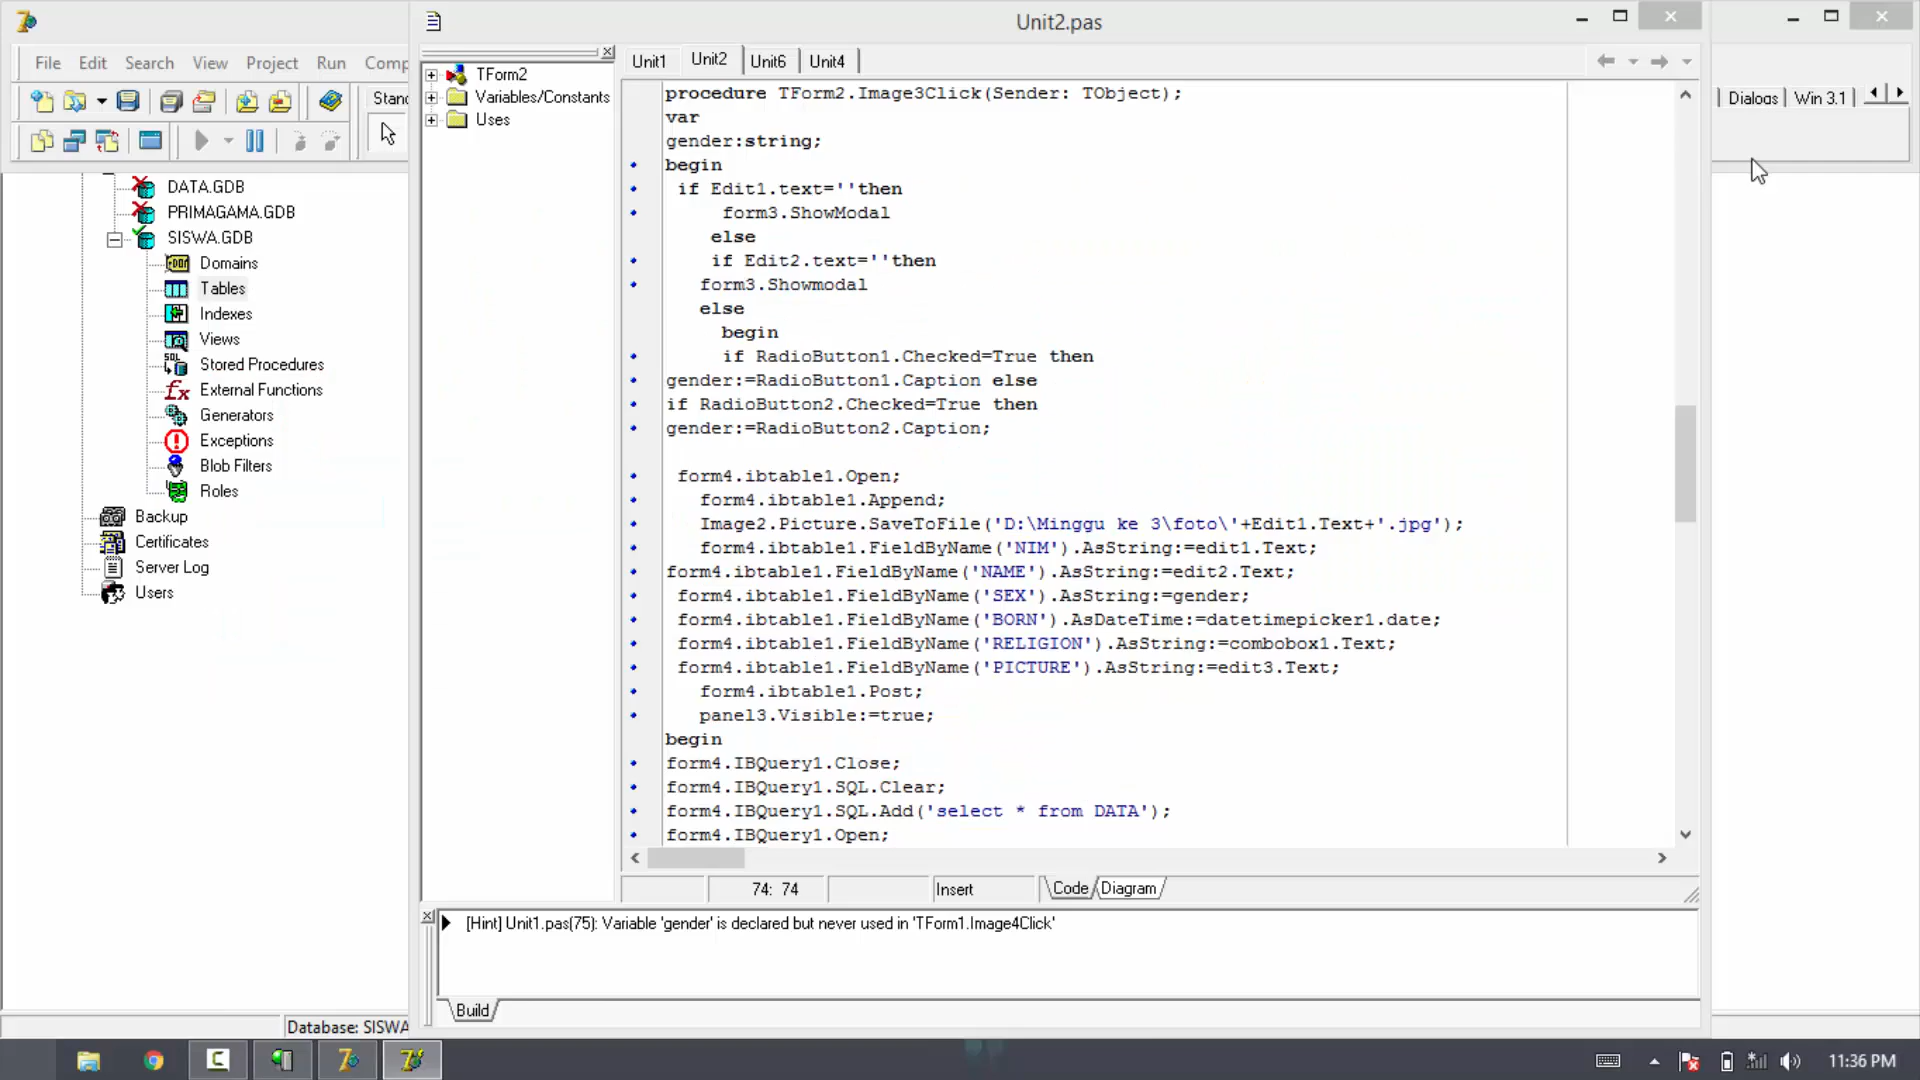 Unit2.pas
File Edit Search View Project Run Comp
Stand
Dialogs Win 3.1
DATA.GDB
PRIMAGAMA.GDB
SISWA.GDB
Domains
Tables
Indexes
Views
Stored Procedures
External Functions
Generators
Exceptions
Blob Filters
Roles
Backup
Certificates
Server Log
Users
Database: SISWA
TForm2
Variables/Constants
Uses
Unit1 Unit2 Unit6 Unit4
procedure TForm2.Image3Click(Sender: TObject);
var
gender:string;
begin
if Edit1.text=''then
form3.ShowModal
else
if Edit2.text=''then
form3.Showmodal
else
begin
if RadioButton1.Checked=True then
gender:=RadioButton1.Caption else
if RadioButton2.Checked=True then
gender:=RadioButton2.Caption;
form4.ibtable1.Open;
form4.ibtable1.Append;
Image2.Picture.SaveToFile('D:\Minggu ke 3\foto\'+Edit1.Text+'.jpg');
form4.ibtable1.FieldByName('NIM').AsString:=edit1.Text;
form4.ibtable1.FieldByName('NAME').AsString:=edit2.Text;
form4.ibtable1.FieldByName('SEX').AsString:=gender;
form4.ibtable1.FieldByName('BORN').AsDateTime:=datetimepicker1.date;
form4.ibtable1.FieldByName('RELIGION').AsString:=combobox1.Text;
form4.ibtable1.FieldByName('PICTURE').AsString:=edit3.Text;
form4.ibtable1.Post;
panel3.Visible:=true;
begin
form4.IBQuery1.Close;
form4.IBQuery1.SQL.Clear;
form4.IBQuery1.SQL.Add('select * from DATA');
form4.IBQuery1.Open;
74: 74 Insert Code Diagram
[Hint] Unit1.pas(75): Variable 'gender' is declared but never used in 'TForm1.Image4Click'
Build
11:36 PM